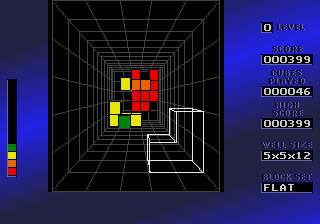 0 LEVEL
SCORE
000399
CUBES
PLAYED
000046
HIGH
SCORE
000399
WELL SIZE
5x5x12
BLOCK SET
FLAT